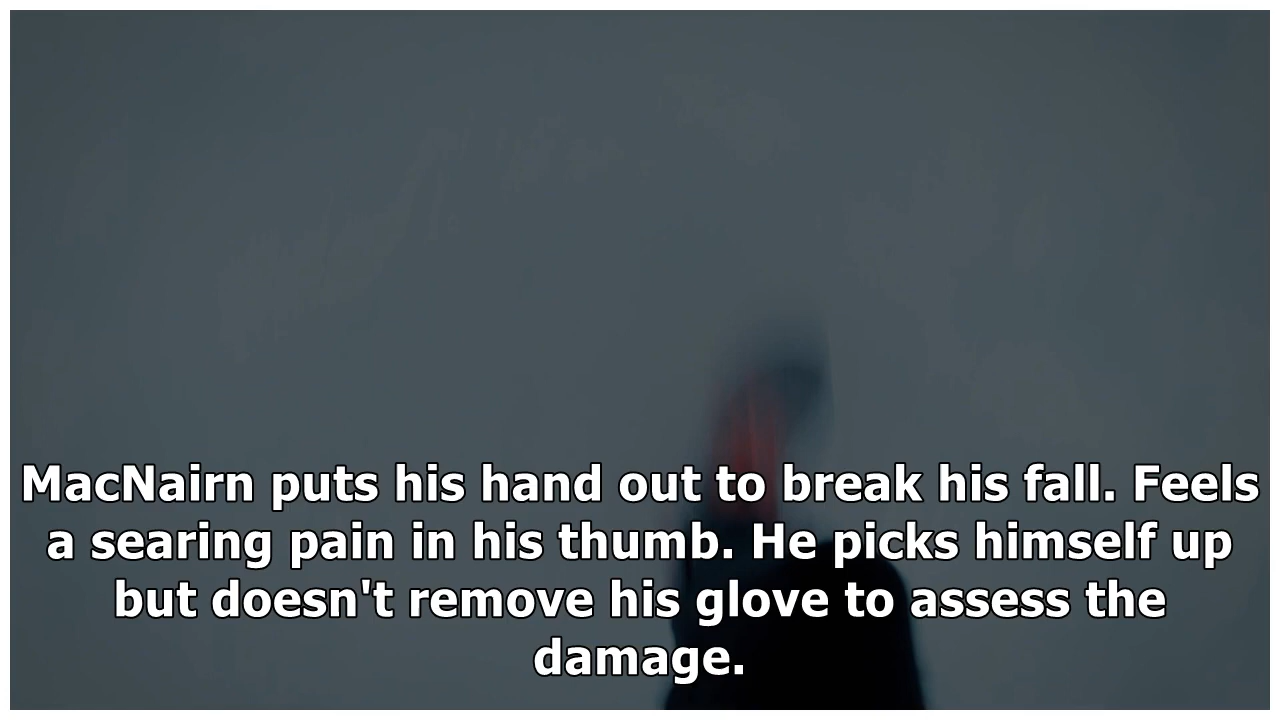 MacNairn puts his hand out to break his fall. Feels
a searing pain in his thumb. He picks himself up
but doesn't remove his glove to assess the
damage.